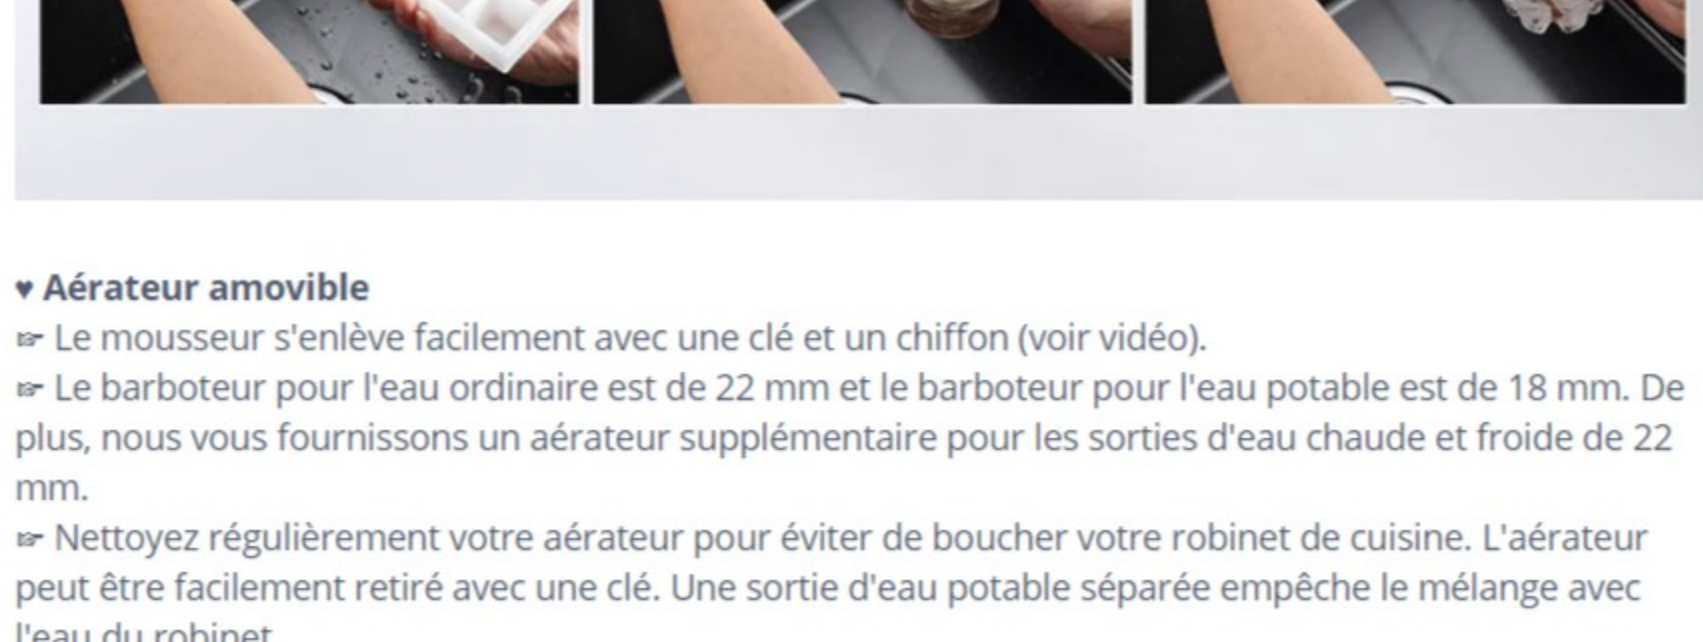 ♥ Aérateur amovible
☞ Le mousseur s'enlève facilement avec une clé et un chiffon (voir vidéo).
☞ Le barboteur pour l'eau ordinaire est de 22 mm et le barboteur pour l'eau potable est de 18 mm. De
plus, nous vous fournissons un aérateur supplémentaire pour les sorties d'eau chaude et froide de 22
mm.
☞ Nettoyez régulièrement votre aérateur pour éviter de boucher votre robinet de cuisine. L'aérateur
peut être facilement retiré avec une clé. Une sortie d'eau potable séparée empêche le mélange avec
l'eau du robinet.